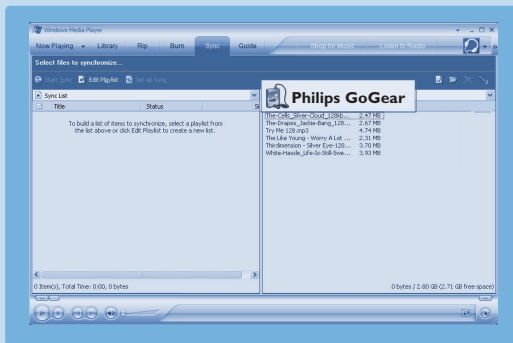 Windows Media Player
Now Playing Library Rip Burn Sync Guide Shop for Music Listen to Radio
Select files to synchronize...
Start Sync Edit Playlist Set up Sync
Sync List
Philips GoGear
Title Status Si
To build a list of items to synchronize, select a playlist from
the list above or click Edit Playlist to create a new list.
The-Cells_Silver-Cloud_128kb... 2.47 MB
The-Drapes_Jackie-Bang_128... 2.67 MB
Try Me 128.mp3 4.74 MB
The Like Young - Worry A Lot ... 2.31 MB
Thirdimension - Silver Eye-128... 3.70 MB
White-Hassle_Life-Is-Still-Swe... 3.93 MB
0 Item(s), Total Time: 0:00, 0 bytes
0 bytes / 2.80 GB (2.71 GB free space)